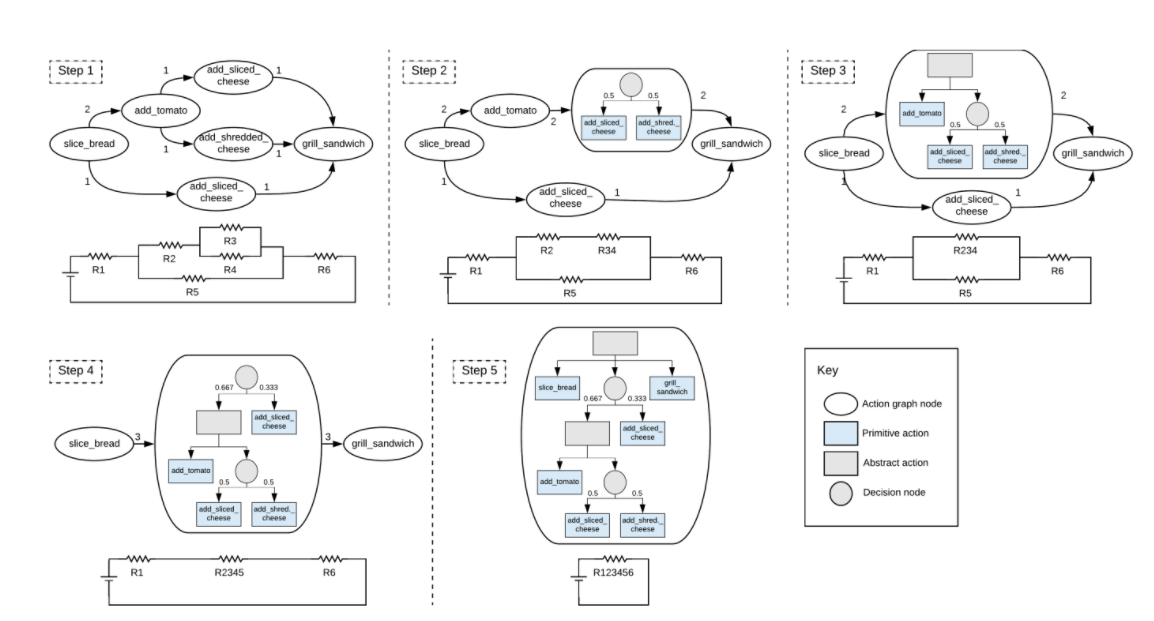 Step 1
1
add_sliced_
cheese
1
2
add_tomato
slice_bread
1
add_shredded_
cheese
1
grill_sandwich
1
add_sliced_
cheese
1
R1
R2
R3
R4
R5
R6
Step 2
2
add_tomato
2
0.5
0.5
add_sliced_
cheese
add_shred._
cheese
2
slice_bread
grill_sandwich
1
add_sliced_
cheese
1
R1
R2
R34
R5
R6
Step 3
2
add_tomato
0.5
0.5
add_sliced_
cheese
add_shred._
cheese
2
slice_bread
grill_sandwich
1
add_sliced_
cheese
1
R1
R234
R5
R6
Step 4
0.667
0.333
add_sliced_
cheese
slice_bread
3
3
grill_sandwich
add_tomato
0.5
0.5
add_sliced_
cheese
add_shred._
cheese
R1
R2345
R6
Step 5
slice_bread
grill_
sandwich
0.667
0.333
add_sliced_
cheese
add_tomato
0.5
0.5
add_sliced_
cheese
add_shred._
cheese
R123456
Key
Action graph node
Primitive action
Abstract action
Decision node